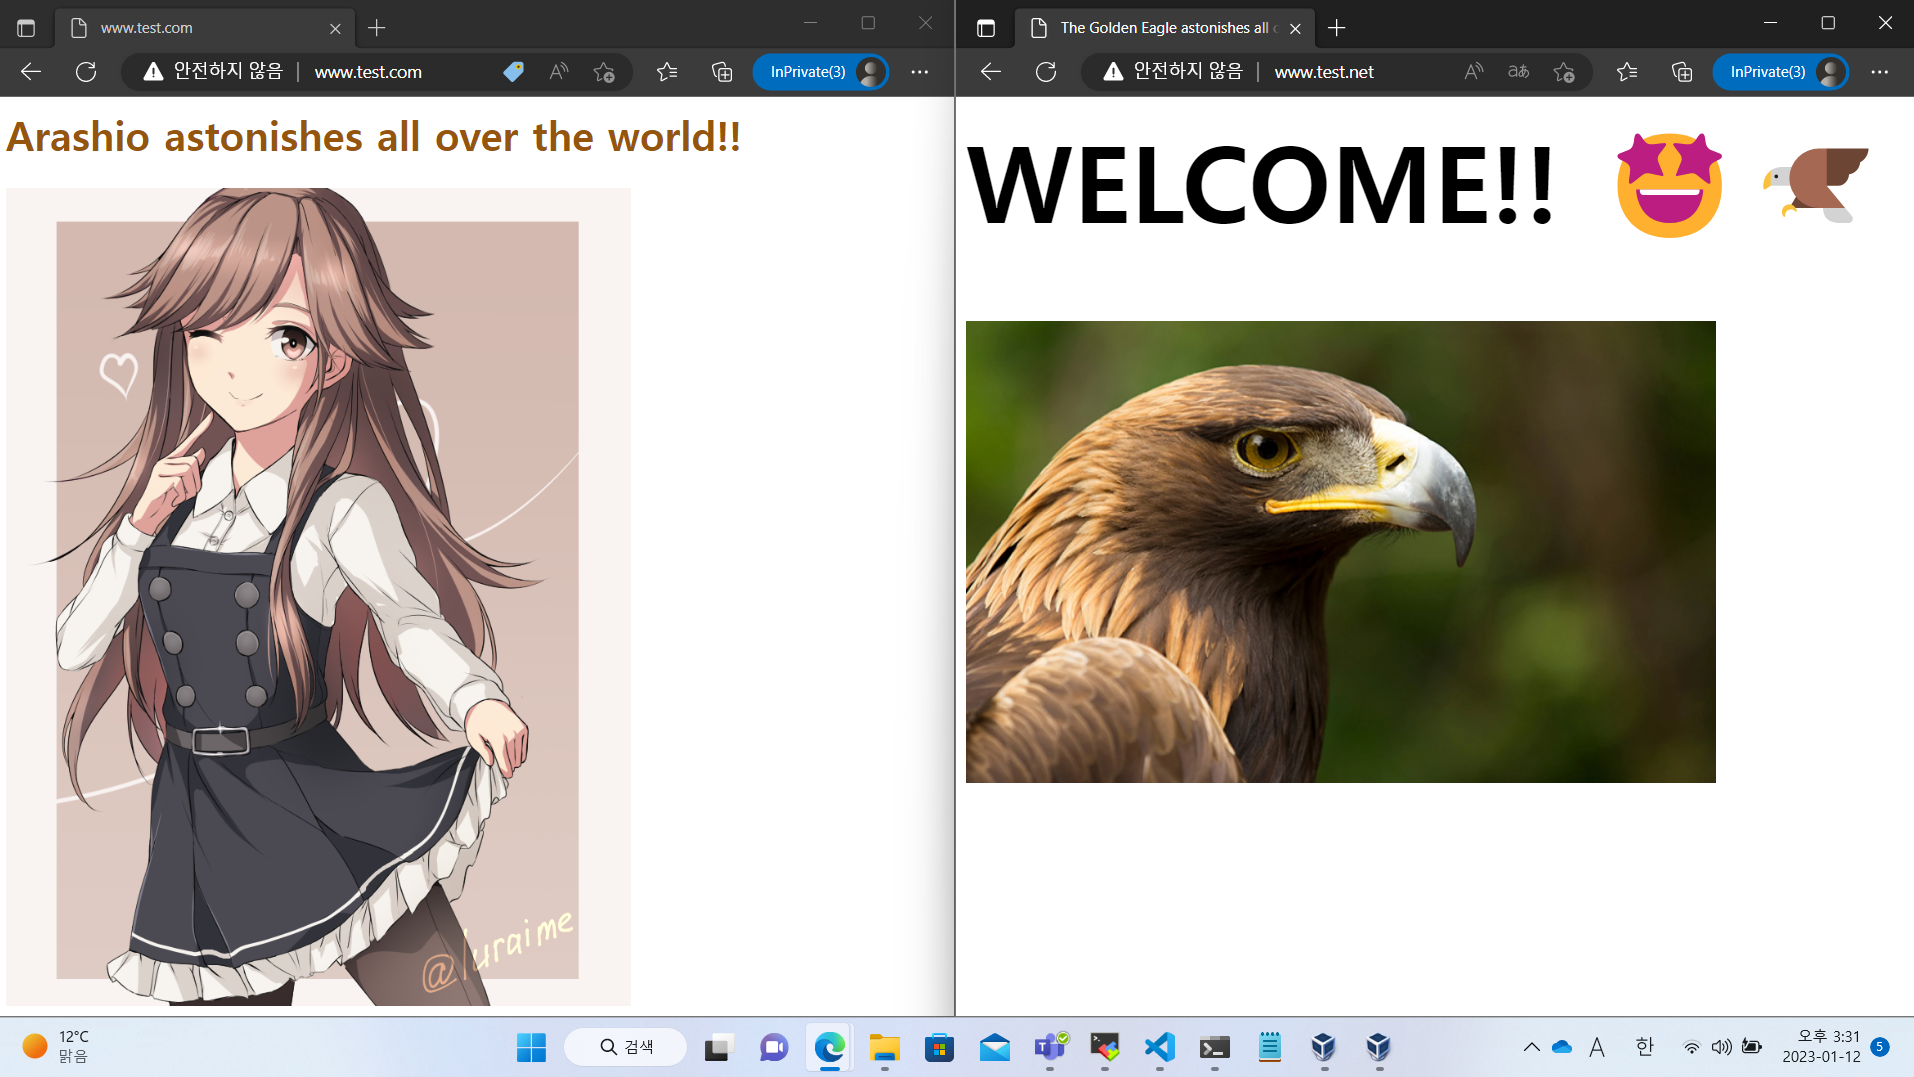 www.test.com
안전하지 않음
www.test.com
InPrivate(3)
Arashio astonishes all over the world!!
@luraime
The Golden Eagle astonishes all
안전하지 않음
www.test.net
aあ
InPrivate(3)
WELCOME!!
12°C
맑음
검색
A
한
오후 3:31
2023-01-12
5